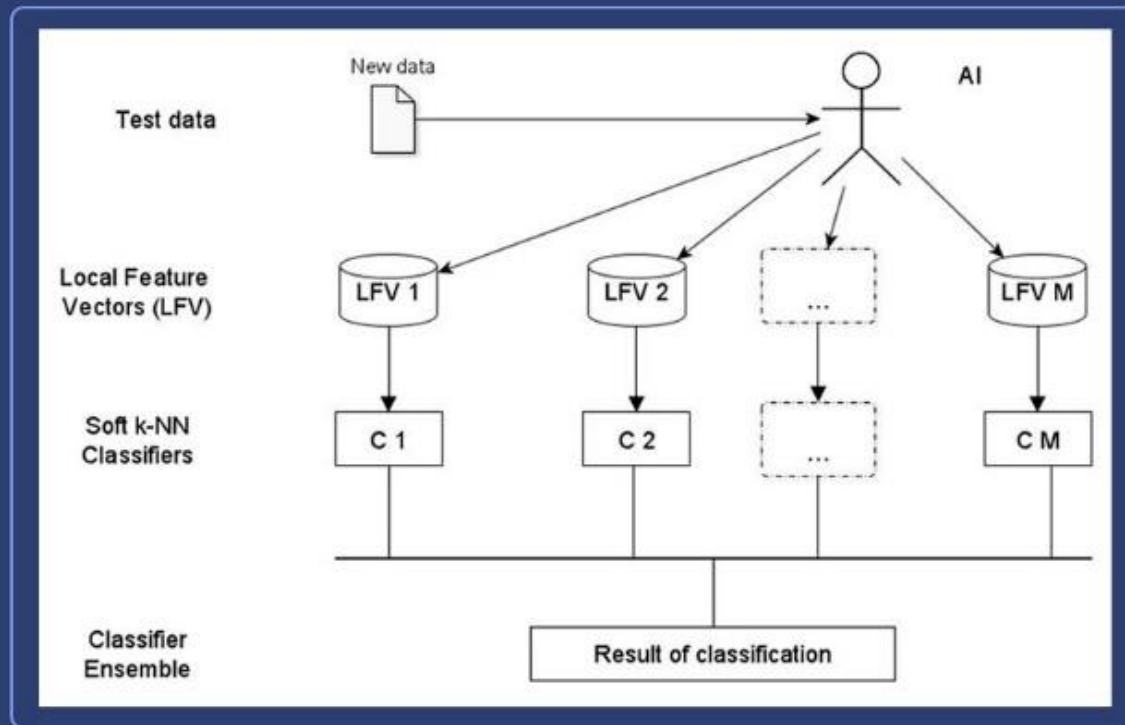 New data
AI
Test data
Local Feature
Vectors (LFV)
LFV 1
LFV 2
...
LFV M
Soft k-NN
Classifiers
C 1
C 2
...
C M
Classifier
Ensemble
Result of classification